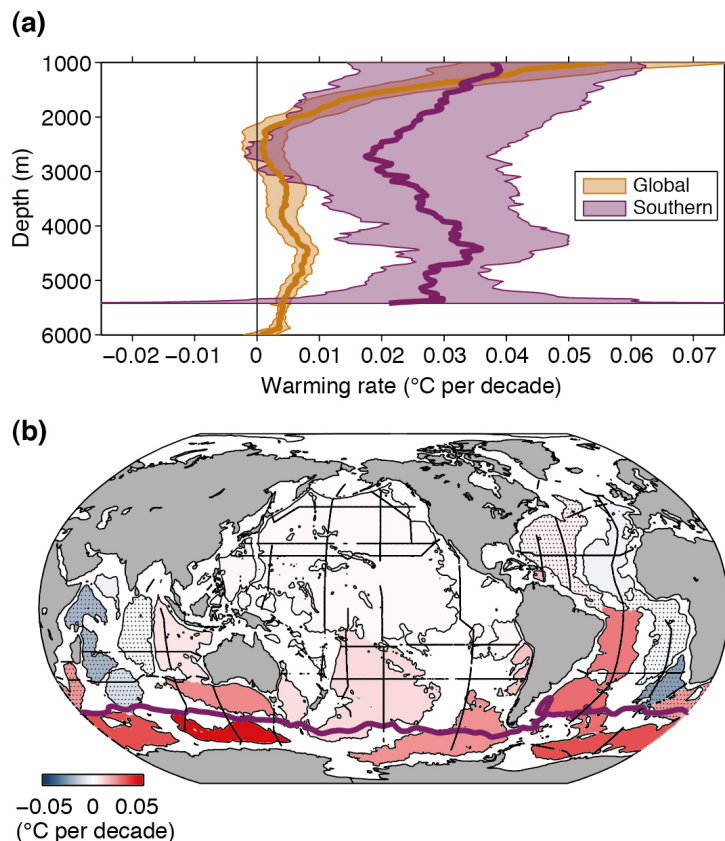 (a)
1000
2000
3000
4000
5000
6000
Depth (m)
Global
Southern
−0.02 −0.01 0 0.01 0.02 0.03 0.04 0.05 0.06 0.07
Warming rate (°C per decade)
(b)
−0.05 0 0.05
(°C per decade)